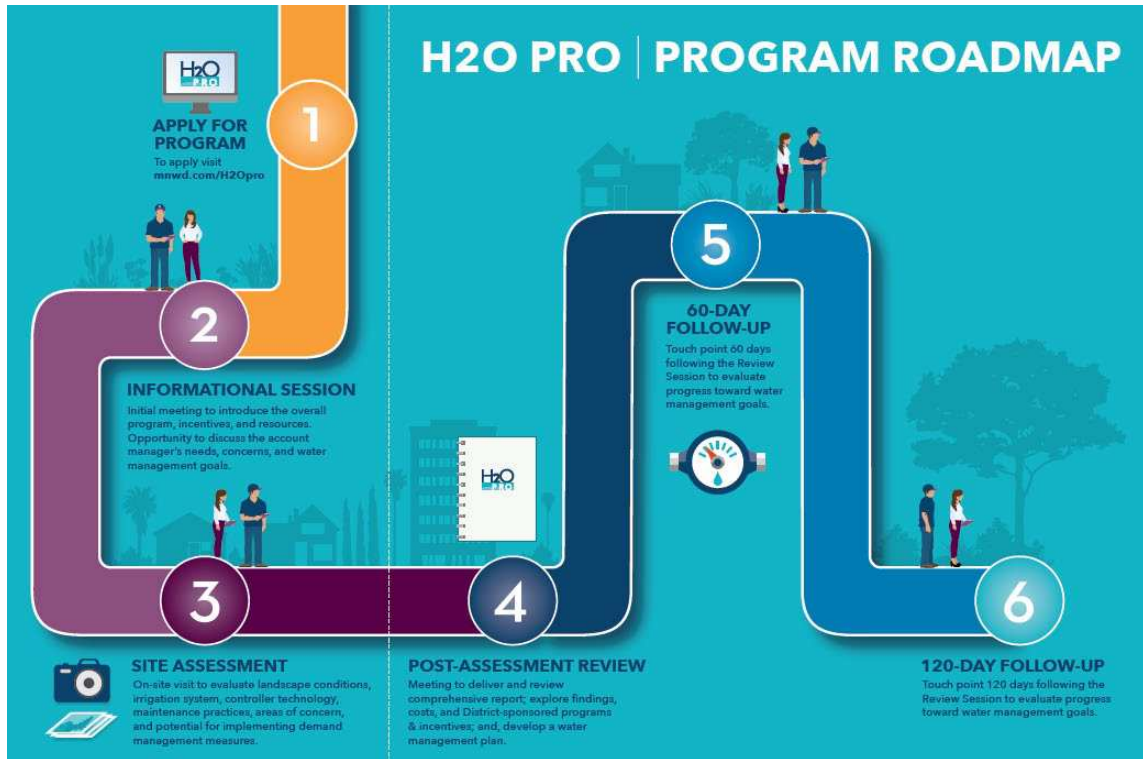 H2O PRO | PROGRAM ROADMAP
H2O
PRO
1
APPLY FOR
PROGRAM
To apply visit
mnwd.com/H2Opro
2
INFORMATIONAL SESSION
Initial meeting to introduce the overall
program, incentives, and resources.
Opportunity to discuss the account
manager's needs, concerns, and water
management goals.
3
SITE ASSESSMENT
On-site visit to evaluate landscape conditions,
irrigation system, controller technology,
maintenance practices, areas of concern,
and potential for implementing demand
management measures.
H2O
PRO
4
POST-ASSESSMENT REVIEW
Meeting to deliver and review
comprehensive report; explore findings,
costs, and District-sponsored programs
& incentives; and, develop a water
management plan.
5
60-DAY
FOLLOW-UP
Touch point 60 days
following the Review
Session to evaluate
progress toward water
management goals.
6
120-DAY FOLLOW-UP
Touch point 120 days following the
Review Session to evaluate progress
toward water management goals.